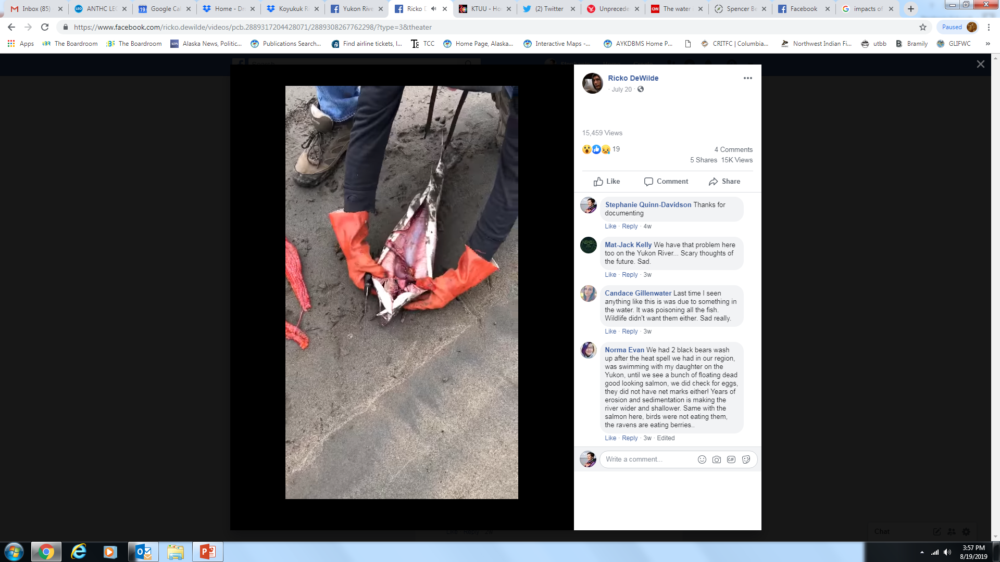 Inbox (85)
ANTHC LEO
Google Cal
Home - Dr
Koyukuk R
Yukon Rive
Ricko D
KTUU - Ho
(2) Twitter
Unpreceden
CNN The water
Spencer Be
Facebook
impacts of
https://www.facebook.com/ricko.dewilde/videos/pcb.2889317204428071/2889308267762298/?type=3&theater
Paused
Apps
The Boardroom
The Boardroom
ADN Alaska News, Politic...
Publications Search...
Find airline tickets, l...
TCC
Home Page, Alaska...
Interactive Maps -...
AYKDBMS Home P...
CRITFC | Columbia...
Northwest Indian Fi...
utbb
Bramily
GLIFWC
»
Search
Ricko DeWilde
· July 20 ·
15,459 Views
19
4 Comments
5 Shares 15K Views
Like Comment Share
Stephanie Quinn-Davidson Thanks for
documenting
Like · Reply · 4w
Mat-Jack Kelly We have that problem here
too on the Yukon River... Scary thoughts of
the future. Sad.
Like · Reply · 3w
Candace Gillenwater Last time I seen
anything like this is was due to something in
the water. It was poisoning all the fish.
Wildlife didn't want them either. Sad really.
Like · Reply · 3w
Norma Evan We had 2 black bears wash
up after the heat spell we had in our region,
was swimming with my daughter on the
Yukon, until we see a bunch of floating dead
good looking salmon, we did check for eggs,
they did not have net marks either! Years of
erosion and sedimentation is making the
river wider and shallower. Same with the
salmon here, birds were not eating them,
the ravens are eating berries..
Like · Reply · 3w · Edited
Write a comment...
GIF
Like · Reply · 2w
Chat
3:57 PM
8/19/2019